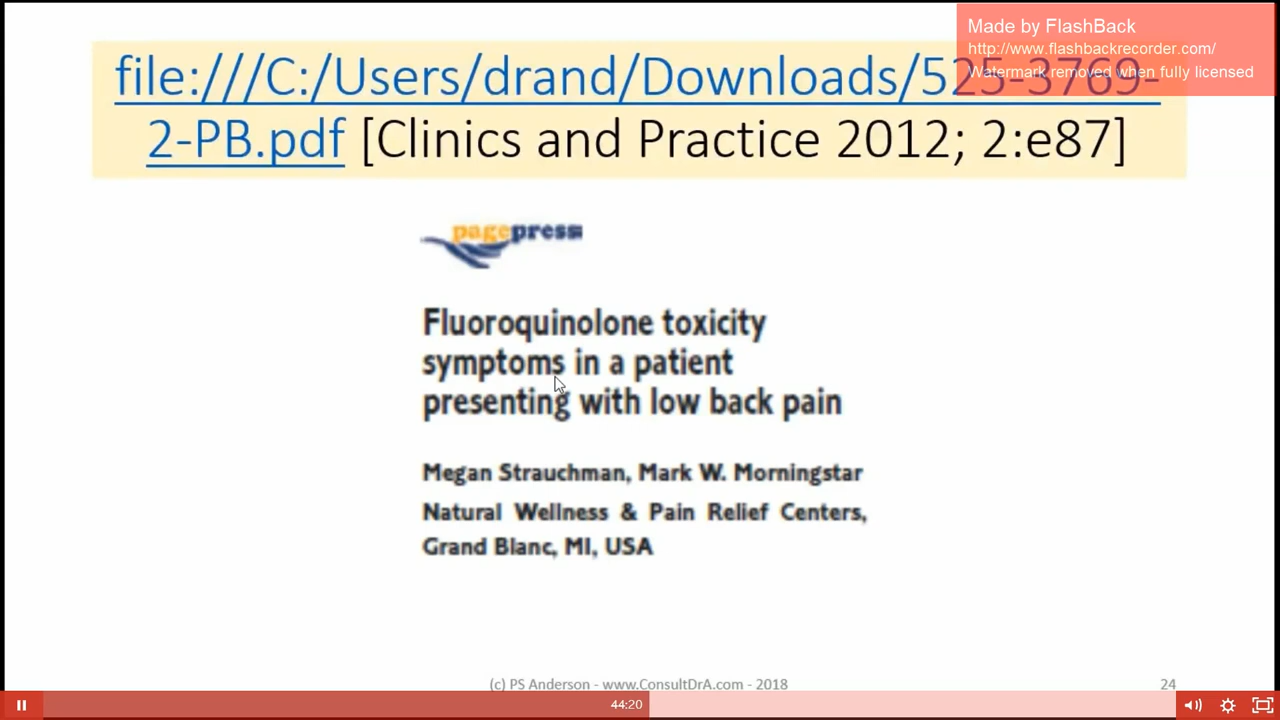 Made by FlashBack
http://www.flashbackrecorder.com/
Watermark removed when fully licensed
file:///C:/Users/drand/Downloads/525-3769-
2-PB.pdf [Clinics and Practice 2012; 2:e87]
pagepress
Fluoroquinolone toxicity
symptoms in a patient
presenting with low back pain
Megan Strauchman, Mark W. Morningstar
Natural Wellness & Pain Relief Centers,
Grand Blanc, MI, USA
(c) PS Anderson - www.ConsultDrA.com - 2018
24
44:20